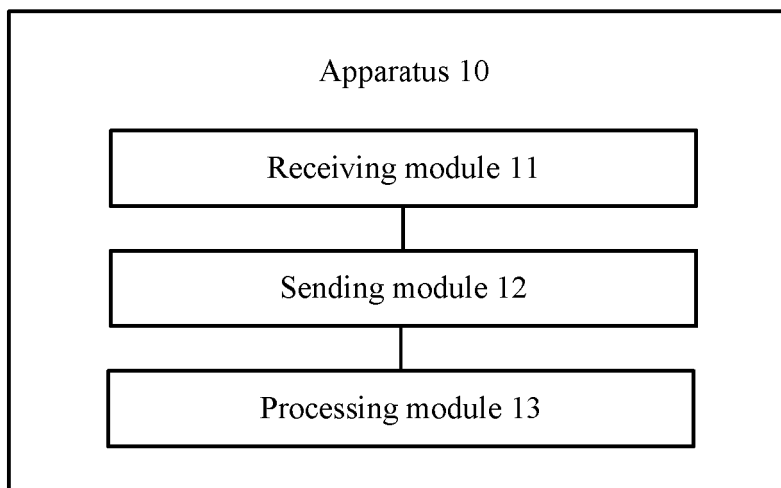 Apparatus 10
Receiving module 11
Sending module 12
Processing module 13